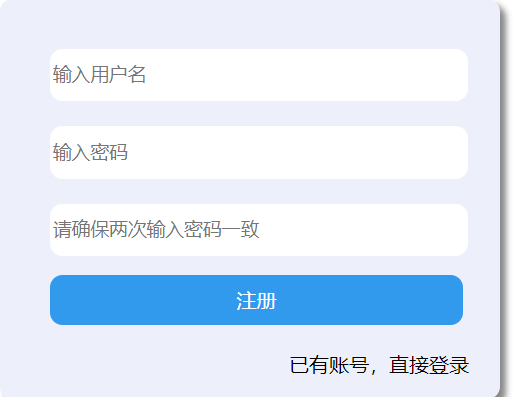 输入用户名
输入密码
请确保两次输入密码一致
注册
已有账号，直接登录